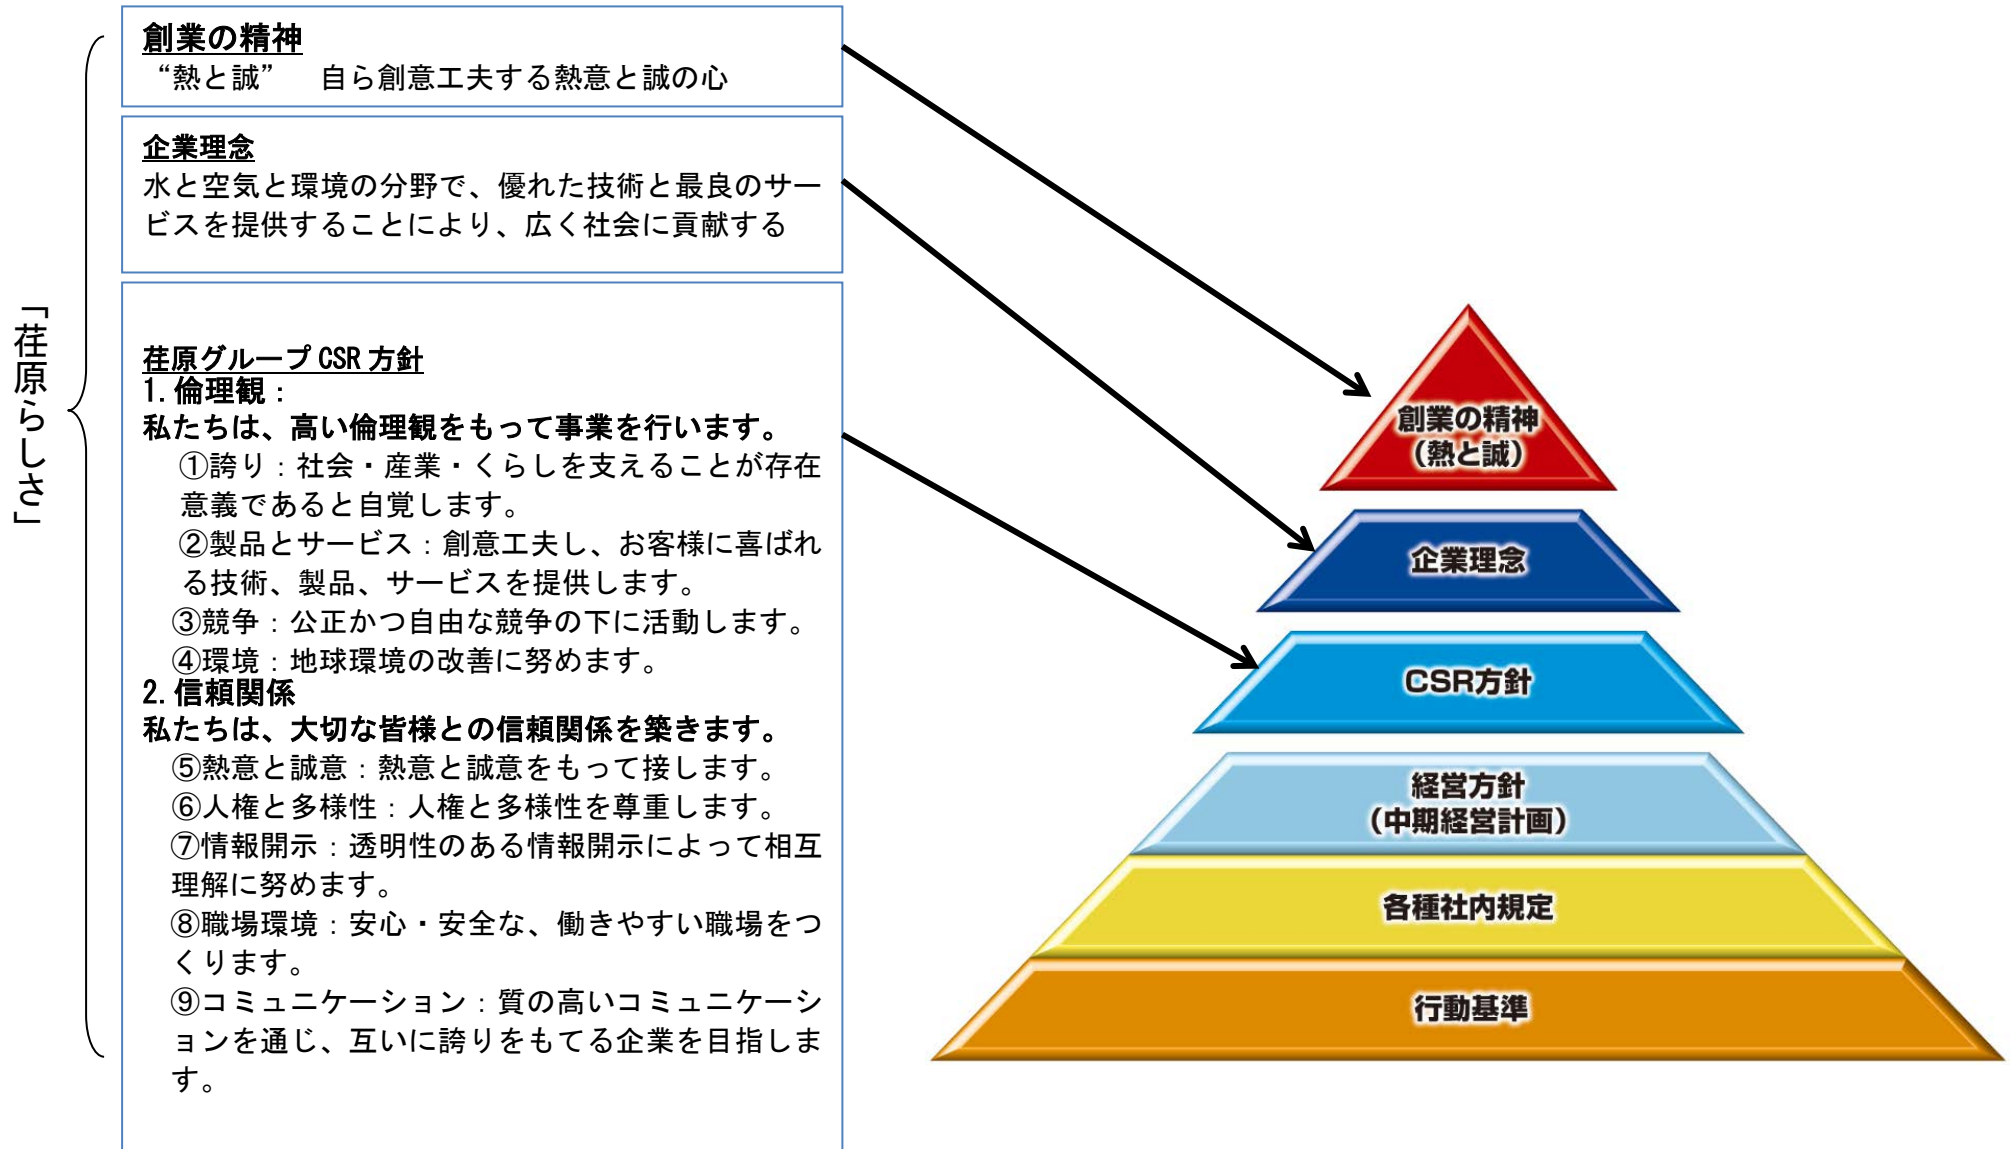 「荏原らしさ」
創業の精神
“熱と誠”　自ら創意工夫する熱意と誠の心
企業理念
水と空気と環境の分野で、優れた技術と最良のサー
ビスを提供することにより、広く社会に貢献する
荏原グループ CSR 方針
1. 倫理観：
私たちは、高い倫理観をもって事業を行います。
①誇り：社会・産業・くらしを支えることが存在
意義であると自覚します。
②製品とサービス：創意工夫し、お客様に喜ばれ
る技術、製品、サービスを提供します。
③競争：公正かつ自由な競争の下に活動します。
④環境：地球環境の改善に努めます。
2. 信頼関係
私たちは、大切な皆様との信頼関係を築きます。
⑤熱意と誠意：熱意と誠意をもって接します。
⑥人権と多様性：人権と多様性を尊重します。
⑦情報開示：透明性のある情報開示によって相互
理解に努めます。
⑧職場環境：安心・安全な、働きやすい職場をつ
くります。
⑨コミュニケーション：質の高いコミュニケーシ
ョンを通じ、互いに誇りをもてる企業を目指しま
す。
創業の精神
（熱と誠）
企業理念
CSR方針
経営方針
（中期経営計画）
各種社内規定
行動基準